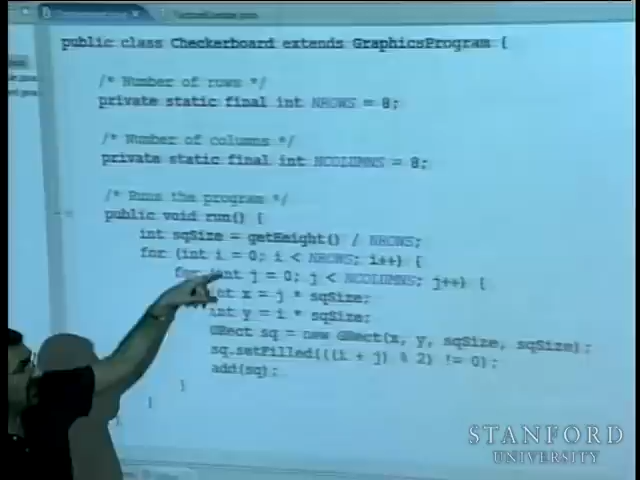 public class Checkerboard extends GraphicsProgram {
/* Number of rows */
private static final int NROWS = 8;
/* Number of columns */
private static final int NCOLUMNS = 8;
/* Runs the program */
public void run() {
int sqSize = getHeight() / NROWS;
for (int i = 0; i < NROWS; i++) {
for int j = 0; j < NCOLUMNS; j++) {
int x = j * sqSize;
int y = i * sqSize;
GRect sq = new GRect(x, y, sqSize, sqSize);
sq.setFilled(((i + j) % 2) != 0);
add(sq);
}
}
STANFORD
UNIVERSITY